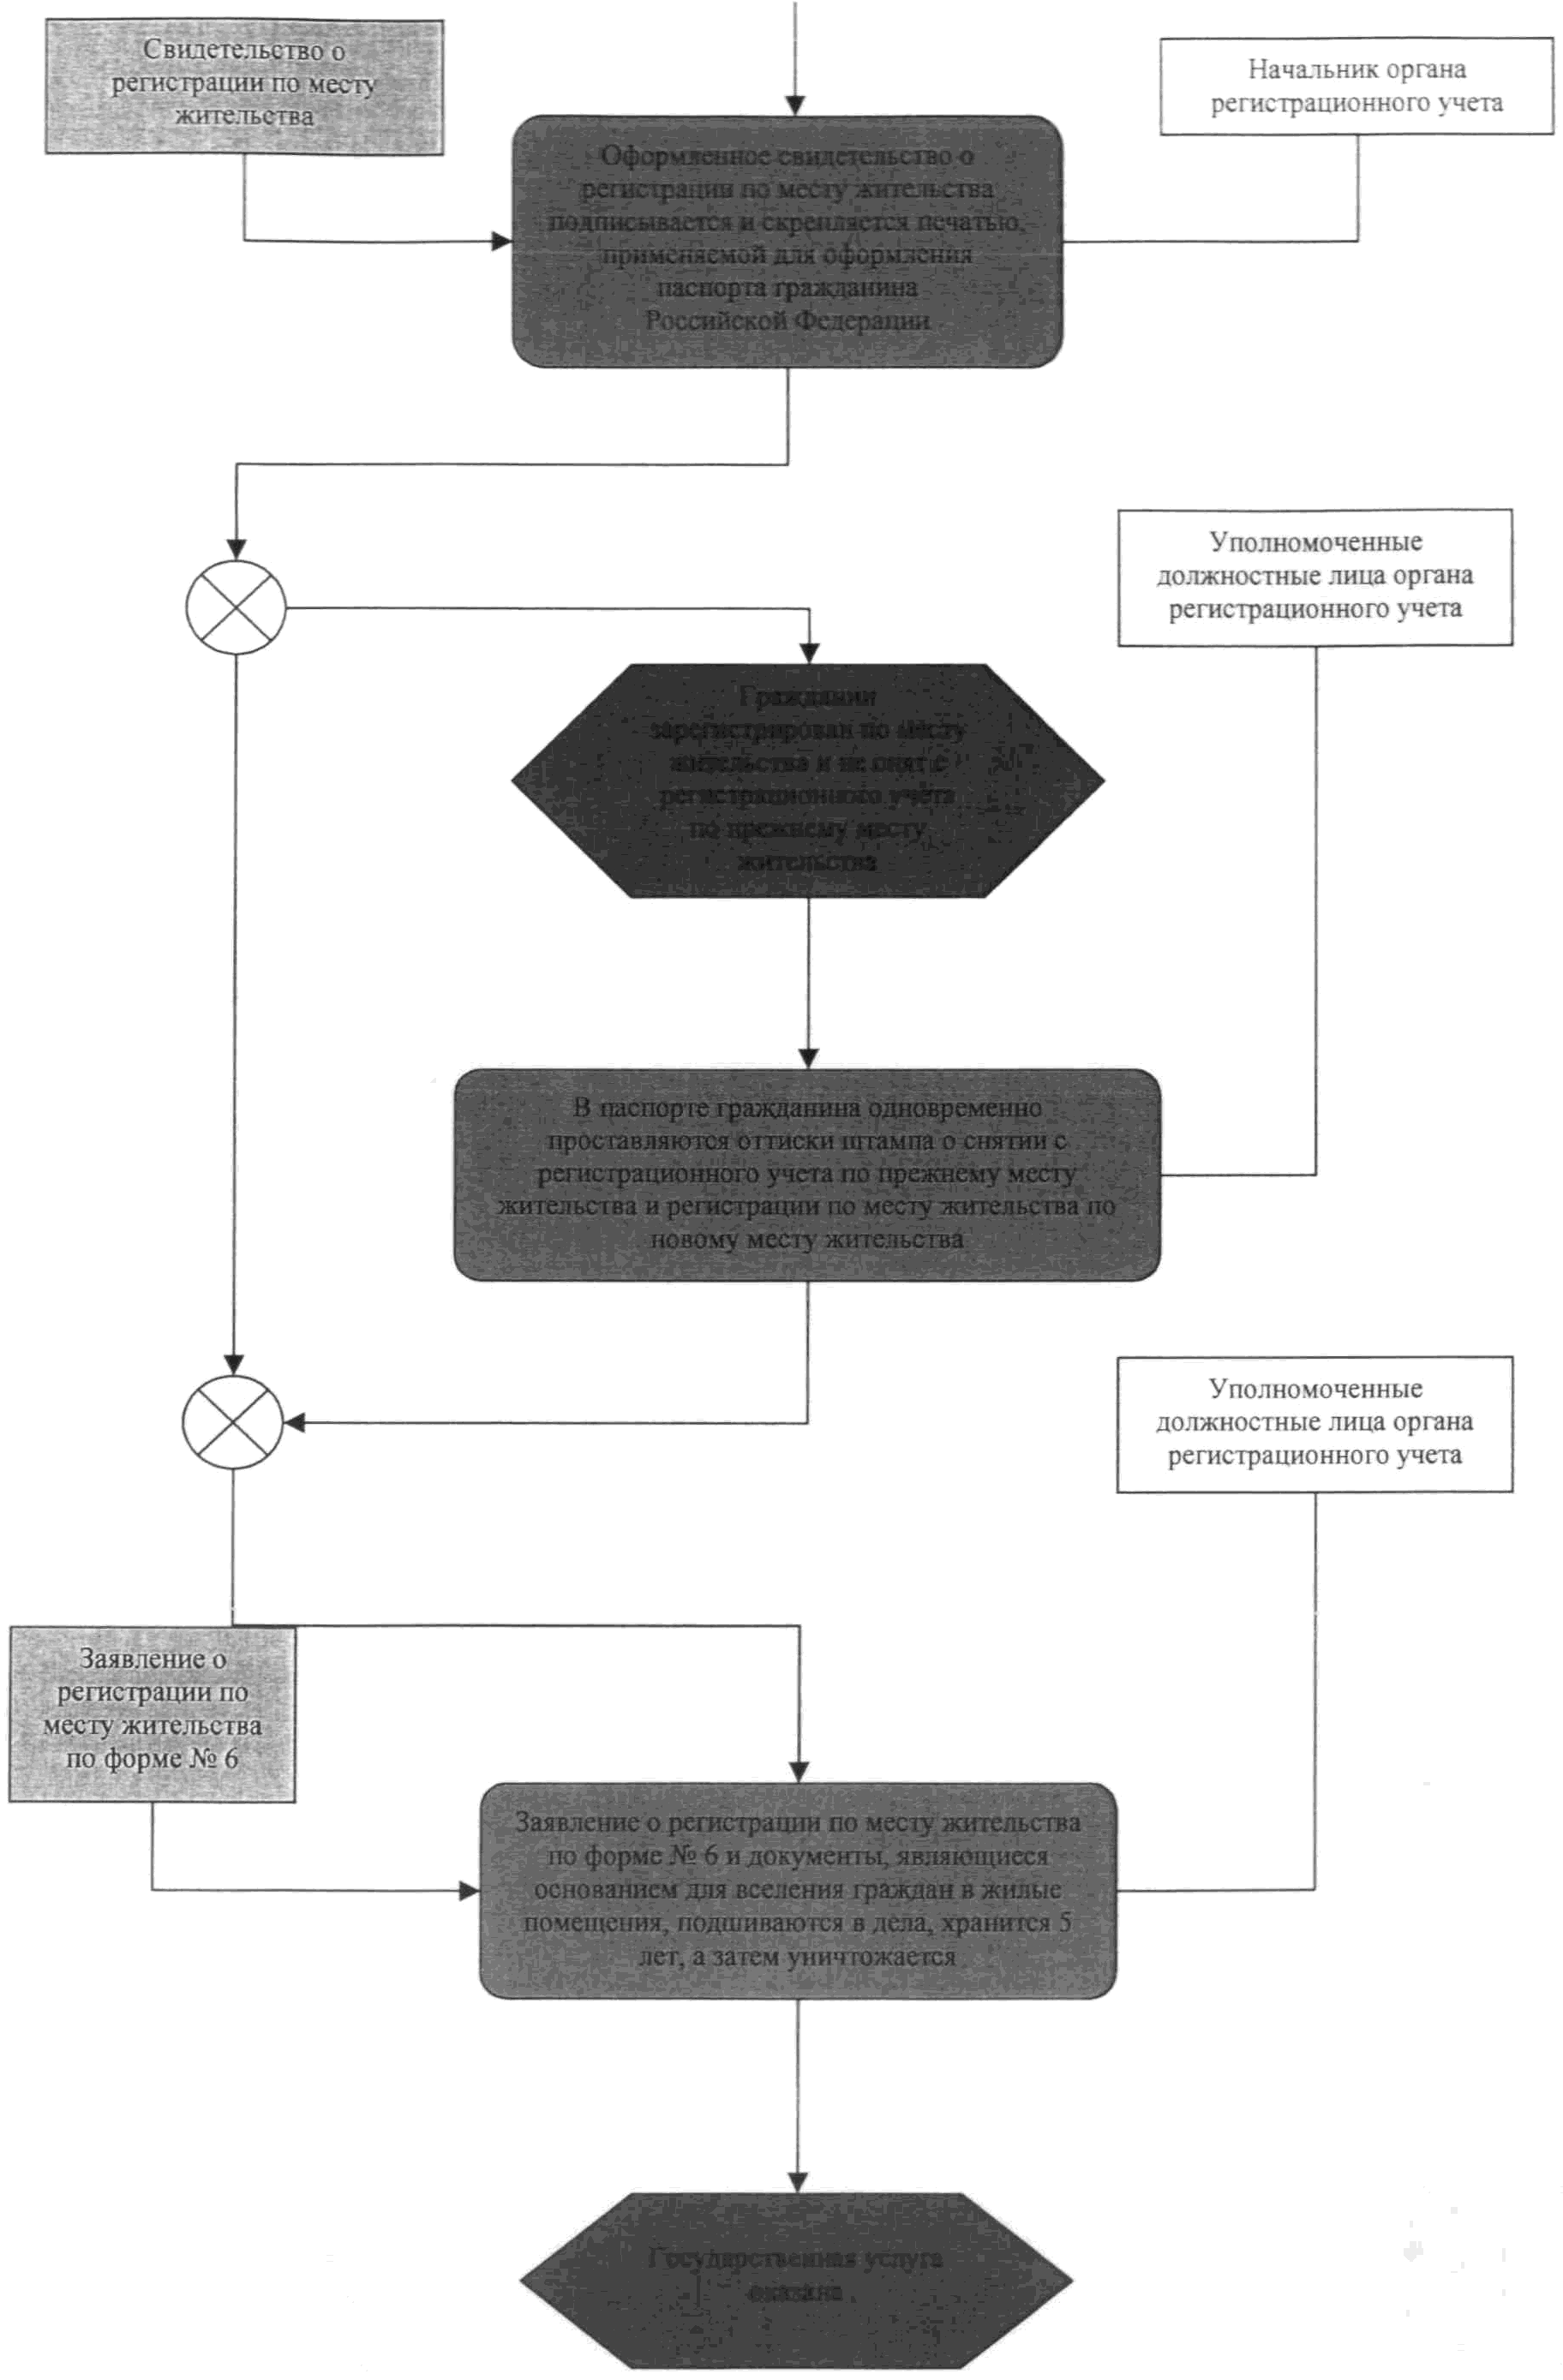 Свидетельство о
регистрации по месту
жительства
Начальник органа
регистрационного учета
Оформленное свидетельство о
регистрации по месту жительства
подписывается и скрепляется печатью,
применяемой для оформления
паспорта гражданина
Российской Федерации
Уполномоченные
должностные лица органа
регистрационного учета
Гражданин
зарегистрирован по месту
жительства и не снят с
регистрационного учета
по прежнему месту
жительства
В паспорте гражданина одновременно
проставляются оттиски штампа о снятии с
регистрационного учета по прежнему месту
жительства и регистрации по месту жительства по
новому месту жительства
Уполномоченные
должностные лица органа
регистрационного учета
Заявление о
регистрации по
месту жительства
по форме № 6
Заявление о регистрации по месту жительства
по форме № 6 и документы, являющиеся
основанием для вселения граждан в жилые
помещения, подшиваются в дела, хранится 5
лет, а затем уничтожается
Государственная услуга
оказана